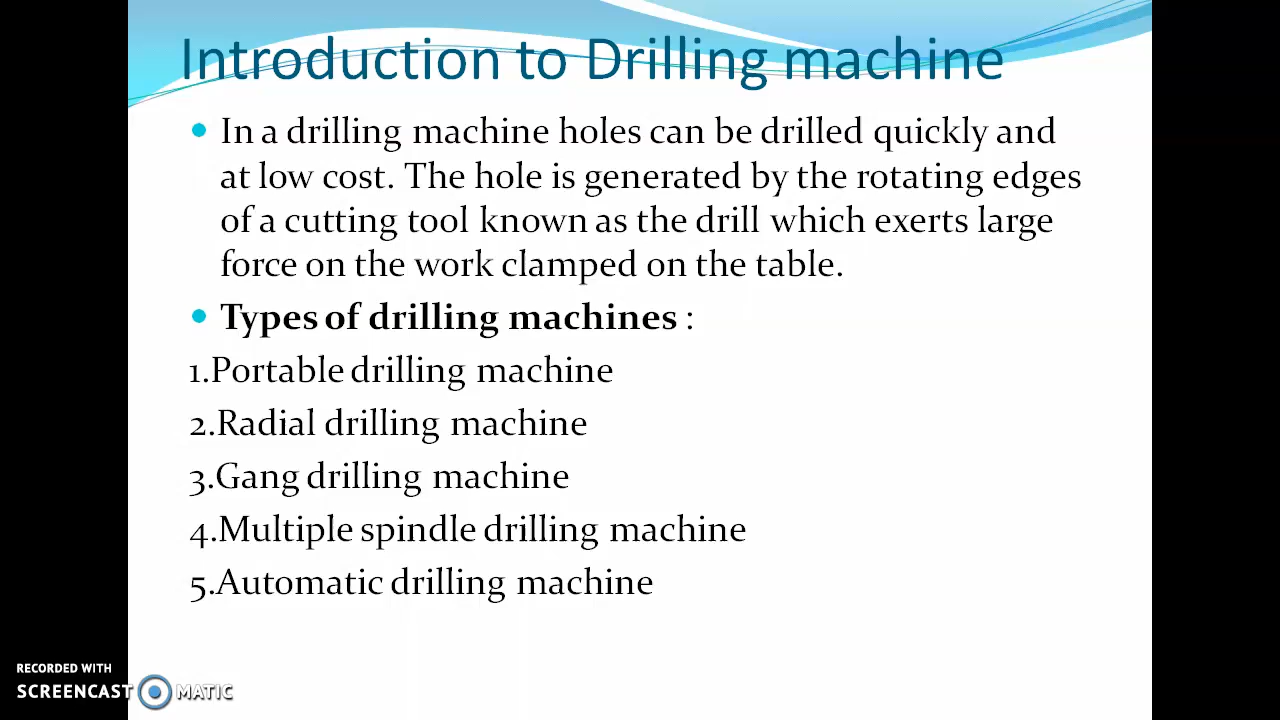 Introduction to Drilling machine
In a drilling machine holes can be drilled quickly and
at low cost. The hole is generated by the rotating edges
of a cutting tool known as the drill which exerts large
force on the work clamped on the table.
Types of drilling machines :
1.Portable drilling machine
2.Radial drilling machine
3.Gang drilling machine
4.Multiple spindle drilling machine
5.Automatic drilling machine
RECORDED WITH
SCREENCAST MATIC